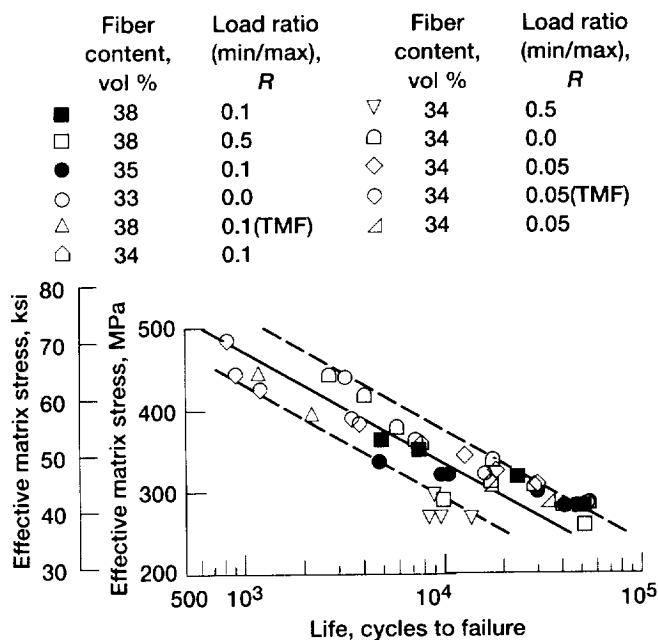 Fiber content, vol % Load ratio (min/max), R Fiber content, vol % Load ratio (min/max), R
38 0.1 34 0.5
38 0.5 34 0.0
35 0.1 34 0.05
33 0.0 34 0.05(TMF)
38 0.1(TMF) 34 0.05
34 0.1
Effective matrix stress, ksi
80
70
60
50
40
30
Effective matrix stress, MPa
500
400
300
200
500 10³ 10⁴ 10⁵
Life, cycles to failure